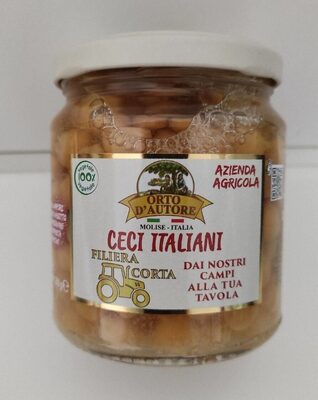 AZIENDA
AGRICOLA
100%
ORTO
D'AUTORE
MOLISE - ITALIA
CECI ITALIANI
FILIERA
CORTA
DAI NOSTRI
CAMPI
ALLA TUA
TAVOLA